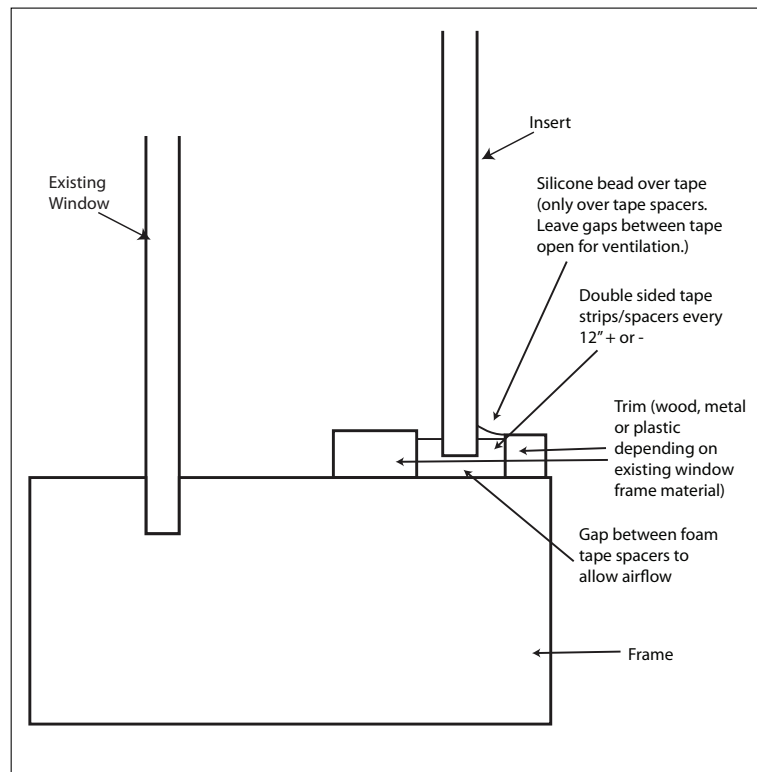 Insert
Existing
Window
Silicone bead over tape
(only over tape spacers.
Leave gaps between tape
open for ventilation.)
Double sided tape
strips/spacers every
12" + or -
Trim (wood, metal
or plastic
depending on
existing window
frame material)
Gap between foam
tape spacers to
allow airflow
Frame